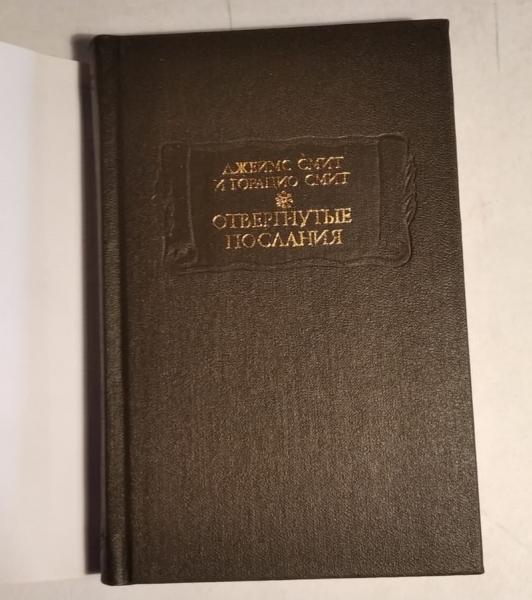 ДЖЕЙМС СМИТ
И ГОРАЦИО СМИТ
ОТВЕРГНУТЫЕ
ПОСЛАНИЯ